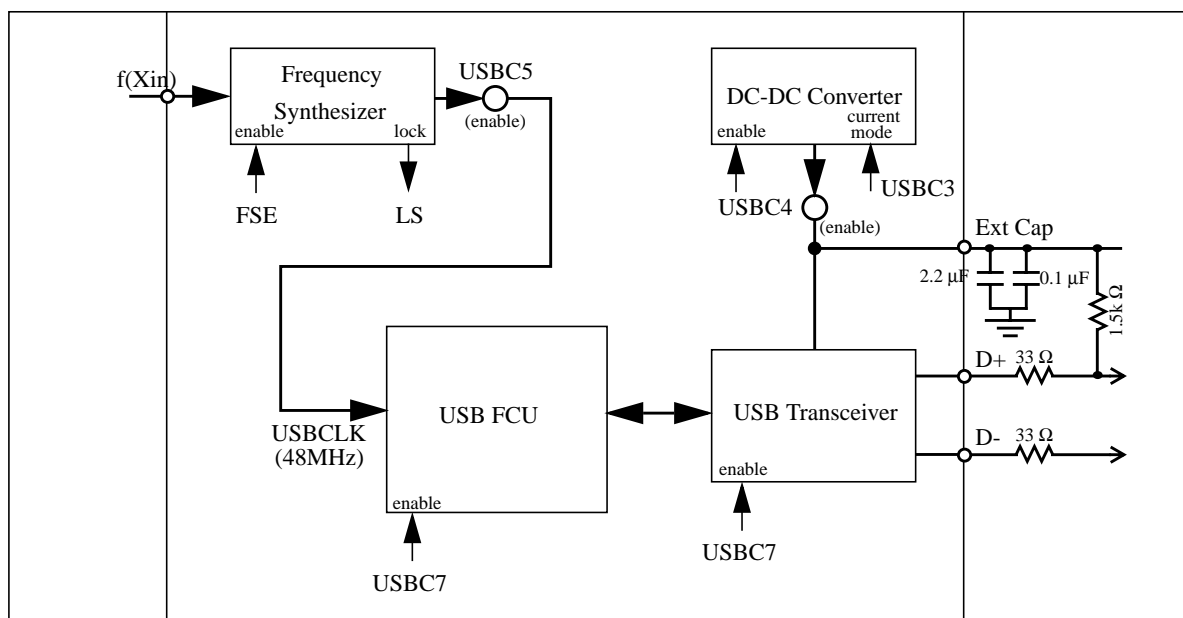 f(Xin)
Frequency
Synthesizer
enable
lock
FSE
LS
USBC5
(enable)
DC-DC Converter
enable
current
mode
USBC4
USBC3
(enable)
Ext Cap
2.2 μF
0.1 μF
1.5k Ω
USB FCU
enable
USBCLK
(48MHz)
USBC7
USB Transceiver
enable
USBC7
D+
33 Ω
D-
33 Ω